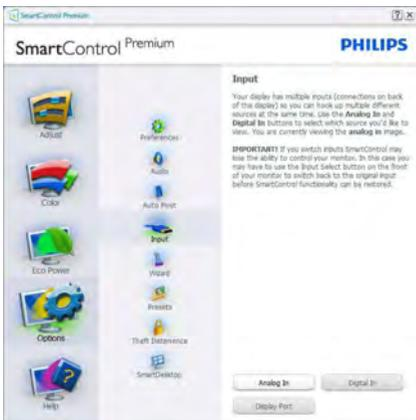 SmartControl Premium
SmartControl Premium
PHILIPS
Adjust
Color
Eco Power
Options
Help
Preferences
Audio
Auto Pivot
Input
Wizard
Presets
Theft Deterrence
SmartDesktop
Input
Your display has multiple inputs (connections on back
of the display) so you can hook up multiple different
sources at the same time. Use the Analog In and
Digital In buttons to select which source you'd like to
view. You are currently viewing the analog in image.
IMPORTANT! If you switch inputs SmartControl may
lose the ability to control your monitor. In this case you
may have to use the Input Select button on the front
of your monitor to switch back to the original input
before SmartControl functionality can be restored.
Analog In
Digital In
Display Port